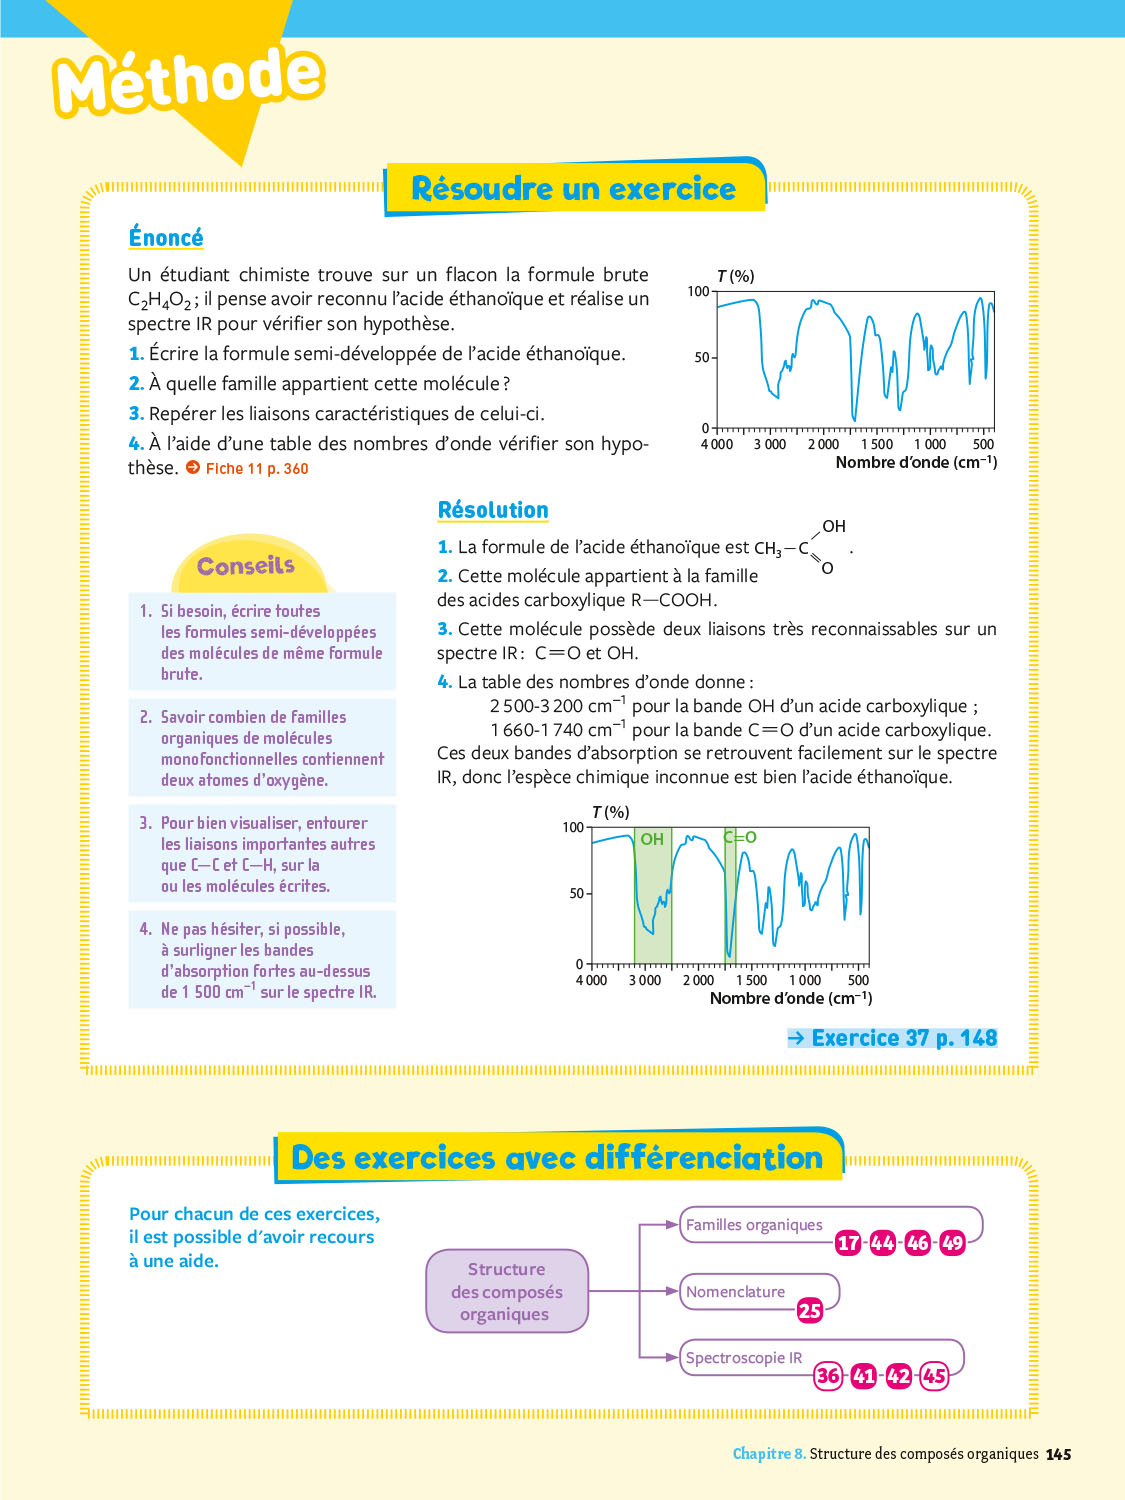 Méthode
Résoudre un exercice
Énoncé
Un étudiant chimiste trouve sur un flacon la formule brute
C₂H₄O₂ ; il pense avoir reconnu l'acide éthanoïque et réalise un
spectre IR pour vérifier son hypothèse.
1. Écrire la formule semi-développée de l'acide éthanoïque.
2. À quelle famille appartient cette molécule ?
3. Repérer les liaisons caractéristiques de celui-ci.
4. À l'aide d'une table des nombres d'onde vérifier son hypo-
thèse. ➔ Fiche 11 p. 360
T (%)
100
50
0
4 000 3 000 2 000 1 500 1 000 500
Nombre d'onde (cm⁻¹)
Résolution
OH
1. La formule de l'acide éthanoïque est CH₃—C .
O
2. Cette molécule appartient à la famille
des acides carboxylique R—COOH.
3. Cette molécule possède deux liaisons très reconnaissables sur un
spectre IR : C=O et OH.
4. La table des nombres d'onde donne :
2 500-3 200 cm⁻¹ pour la bande OH d'un acide carboxylique ;
1 660-1 740 cm⁻¹ pour la bande C=O d'un acide carboxylique.
Ces deux bandes d'absorption se retrouvent facilement sur le spectre
IR, donc l'espèce chimique inconnue est bien l'acide éthanoïque.
Conseils
1. Si besoin, écrire toutes
les formules semi-développées
des molécules de même formule
brute.
2. Savoir combien de familles
organiques de molécules
monofonctionnelles contiennent
deux atomes d'oxygène.
3. Pour bien visualiser, entourer
les liaisons importantes autres
que C—C et C—H, sur la
ou les molécules écrites.
4. Ne pas hésiter, si possible,
à surligner les bandes
d'absorption fortes au-dessus
de 1 500 cm⁻¹ sur le spectre IR.
T (%)
100
OH C=O
50
0
4 000 3 000 2 000 1 500 1 000 500
Nombre d'onde (cm⁻¹)
→ Exercice 37 p. 148
Des exercices avec différenciation
Pour chacun de ces exercices,
il est possible d'avoir recours
à une aide.
Structure
des composés
organiques
Familles organiques
17 - 44 - 46 - 49
Nomenclature
25
Spectroscopie IR
36 - 41 - 42 - 45
Chapitre 8. Structure des composés organiques 145